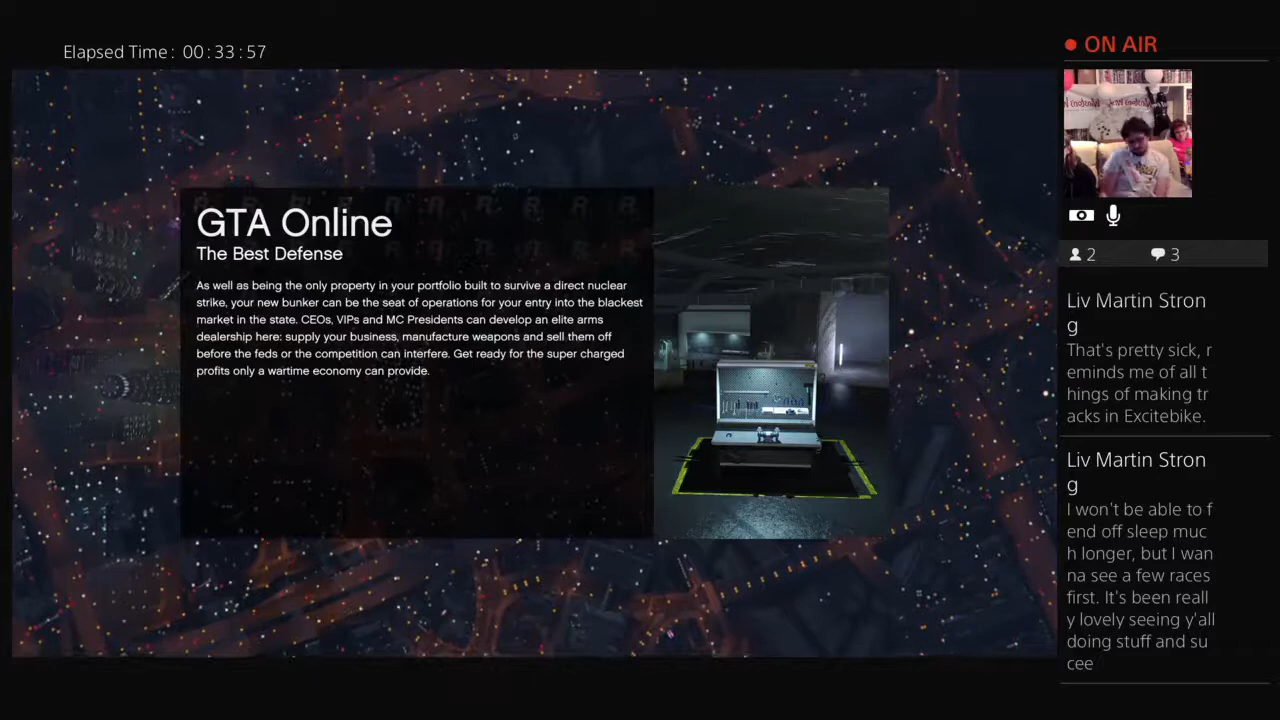 Elapsed Time: 00:33:57
ON AIR
2
3
GTA Online
The Best Defense
As well as being the only property in your portfolio built to survive a direct nuclear
strike, your new bunker can be the seat of operations for your entry into the blackest
market in the state. CEOs, VIPs and MC Presidents can develop an elite arms
dealership here: supply your business, manufacture weapons and sell them off
before the feds or the competition can interfere. Get ready for the super charged
profits only a wartime economy can provide.
Liv Martin Stron
g
That's pretty sick, r
eminds me of all t
hings of making tr
acks in Excitebike.
Liv Martin Stron
g
I won't be able to f
end off sleep muc
h longer, but I wan
na see a few races
first. It's been reall
y lovely seeing y'all
doing stuff and su
cee